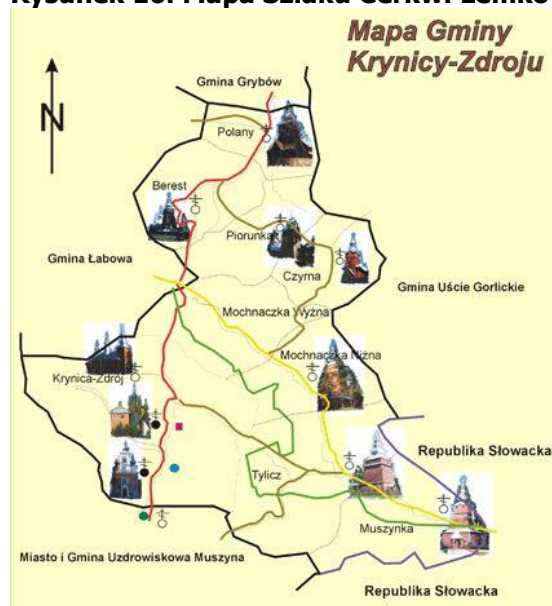 Rysunek 20. Mapa Szlaku Cerkwi Łemko
Mapa Gminy
Krynicy-Zdroju
Gmina Grybów
N
Polany
Berest
Piorunka
Gmina Łabowa
Czyrna
Gmina Uście Gorlickie
Mochnaczka Wyżna
Mochnaczka Niżna
Krynica-Zdrój
Republika Słowacka
Tylicz
Muszynka
Miasto i Gmina Uzdrowiskowa Muszyna
Republika Słowacka